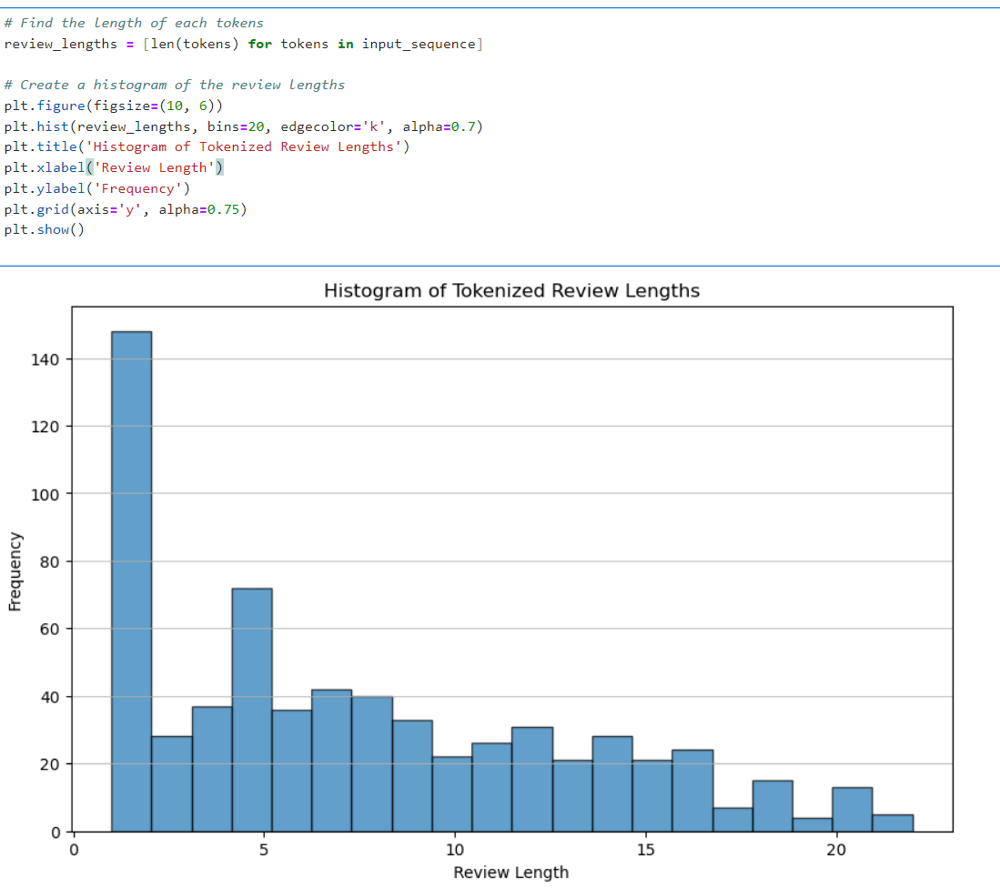 # Find the length of each tokens
review_lengths = [len(tokens) for tokens in input_sequence]
# Create a histogram of the review lengths
plt.figure(figsize=(10, 6))
plt.hist(review_lengths, bins=20, edgecolor='k', alpha=0.7)
plt.title('Histogram of Tokenized Review Lengths')
plt.xlabel('Review Length')
plt.ylabel('Frequency')
plt.grid(axis='y', alpha=0.75)
plt.show()
Histogram of Tokenized Review Lengths
140
120
100
80
60
40
20
0
Frequency
0 5 10 15 20
Review Length